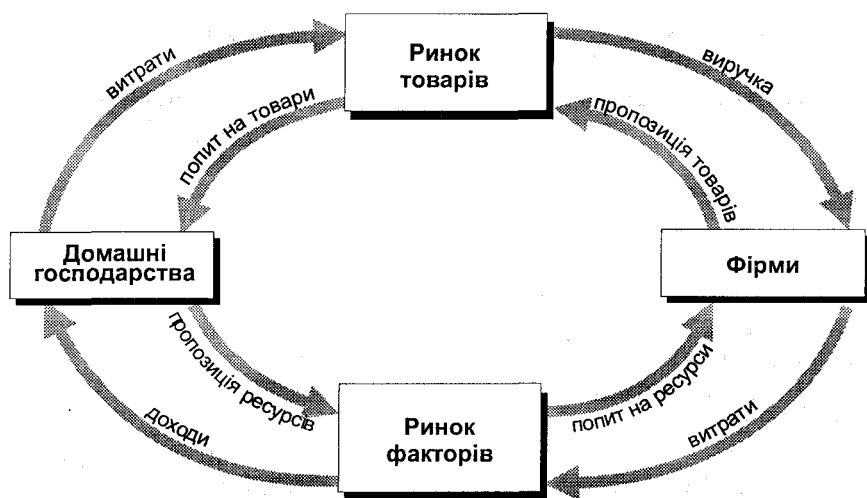 Ринок
товарів
витрати
виручка
попит на товари
пропозиція товарів
Домашні
господарства
Фірми
пропозиція ресурсів
попит на ресурси
доходи
витрати
Ринок
факторів